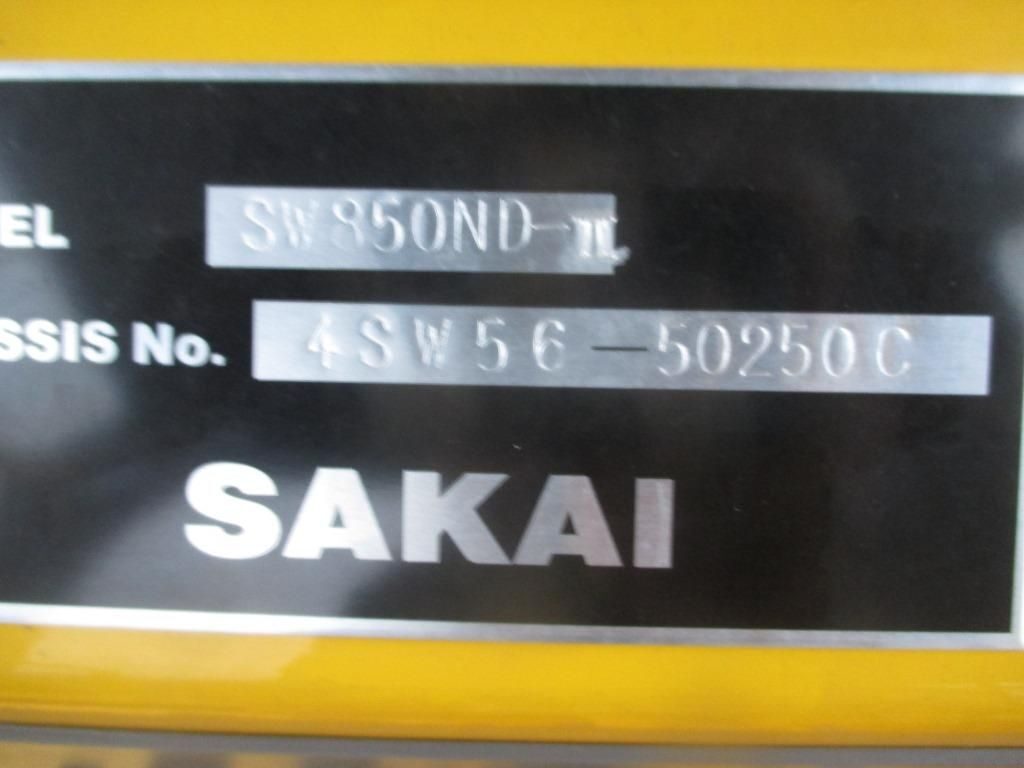 EL SW850ND-II
SSIS No. 4SW56-50250C
SAKAI